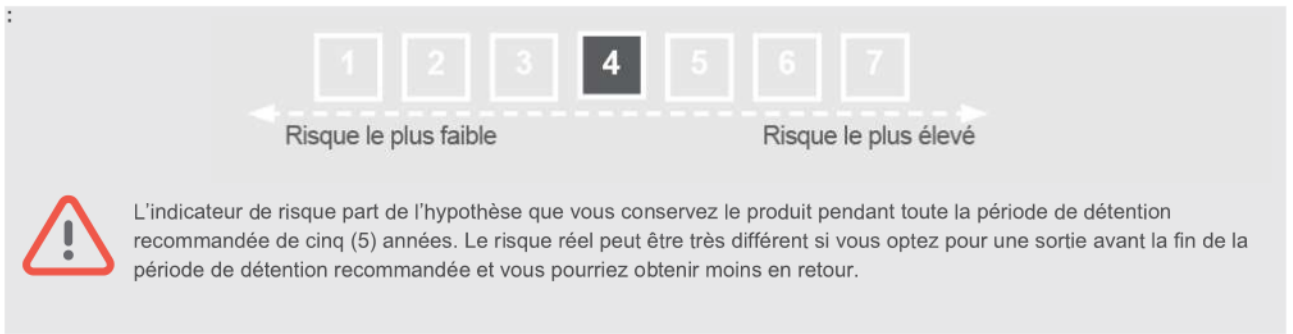 :
1 2 3 4 5 6 7
Risque le plus faible Risque le plus élevé
L'indicateur de risque part de l'hypothèse que vous conservez le produit pendant toute la période de détention
recommandée de cinq (5) années. Le risque réel peut être très différent si vous optez pour une sortie avant la fin de la
période de détention recommandée et vous pourriez obtenir moins en retour.